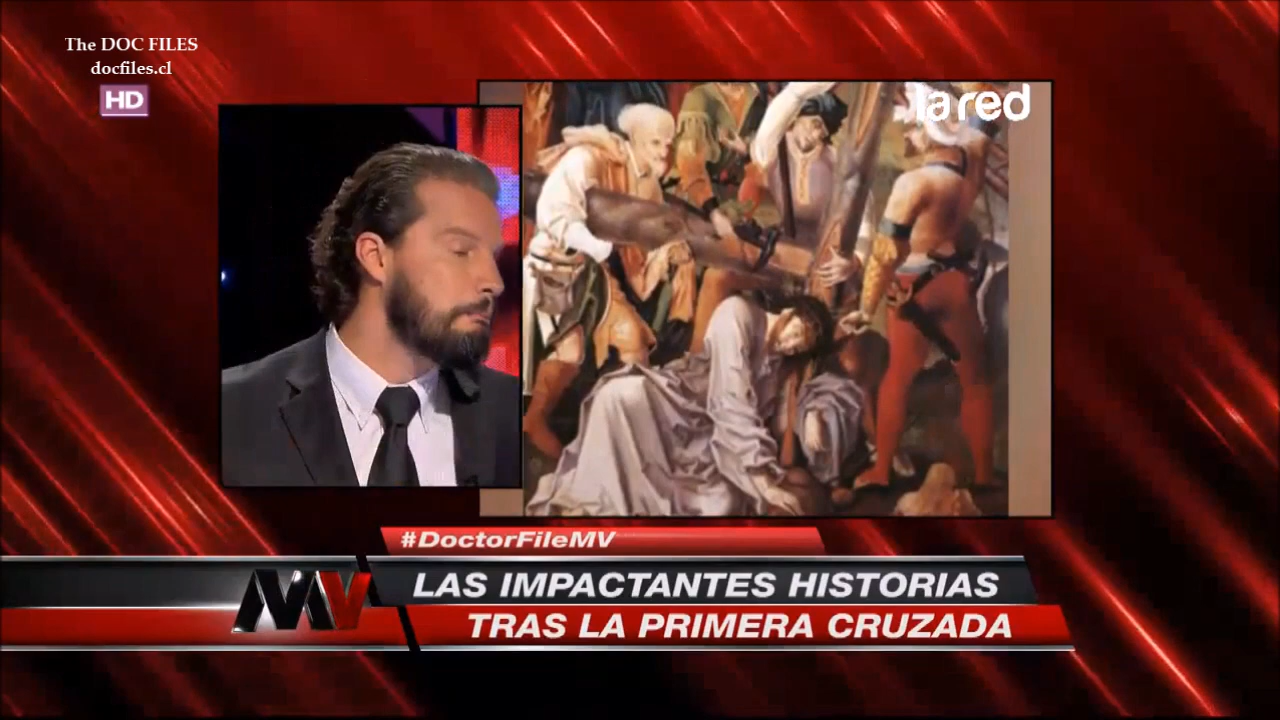 The DOC FILES
docfiles.cl
HD
la red
#DoctorFileMV
MV
LAS IMPACTANTES HISTORIAS
TRAS LA PRIMERA CRUZADA